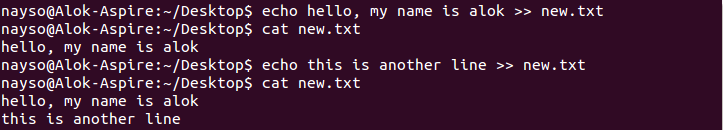 nayso@Alok-Aspire:~/Desktop$ echo hello, my name is alok >> new.txt
nayso@Alok-Aspire:~/Desktop$ cat new.txt
hello, my name is alok
nayso@Alok-Aspire:~/Desktop$ echo this is another line >> new.txt
nayso@Alok-Aspire:~/Desktop$ cat new.txt
hello, my name is alok
this is another line